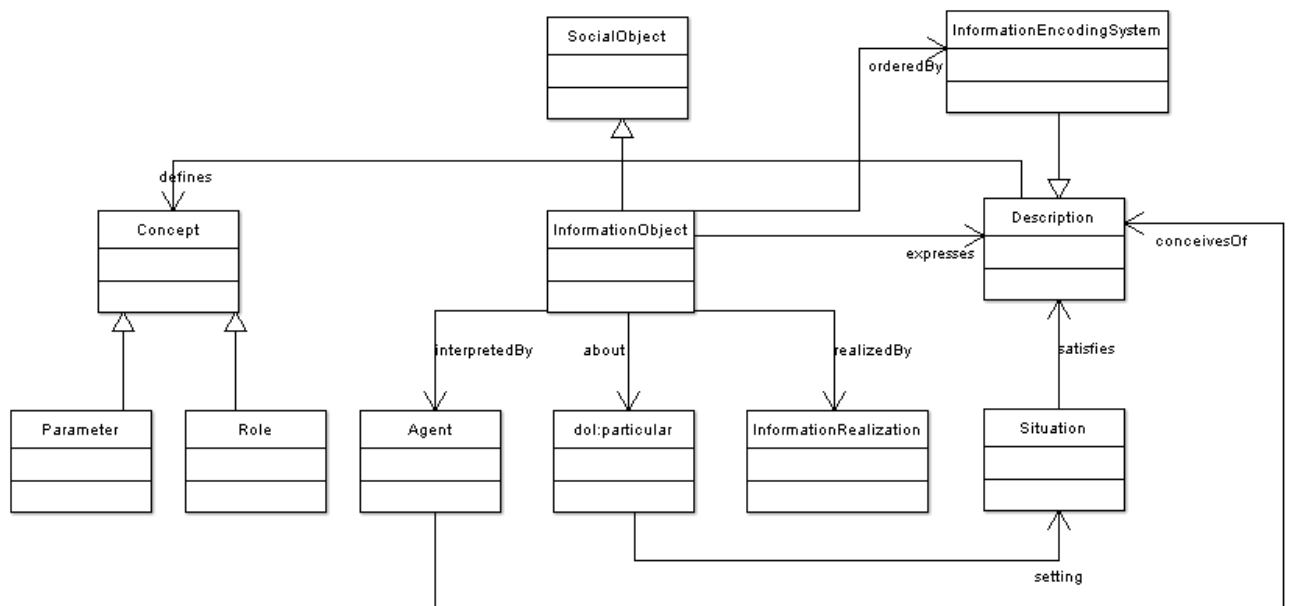 SocialObject
InformationEncodingSystem
orderedBy
defines
Concept
InformationObject
Description
expresses
conceivesOf
interpretedBy
about
realizedBy
satisfies
Parameter
Role
Agent
dol:particular
InformationRealization
Situation
setting